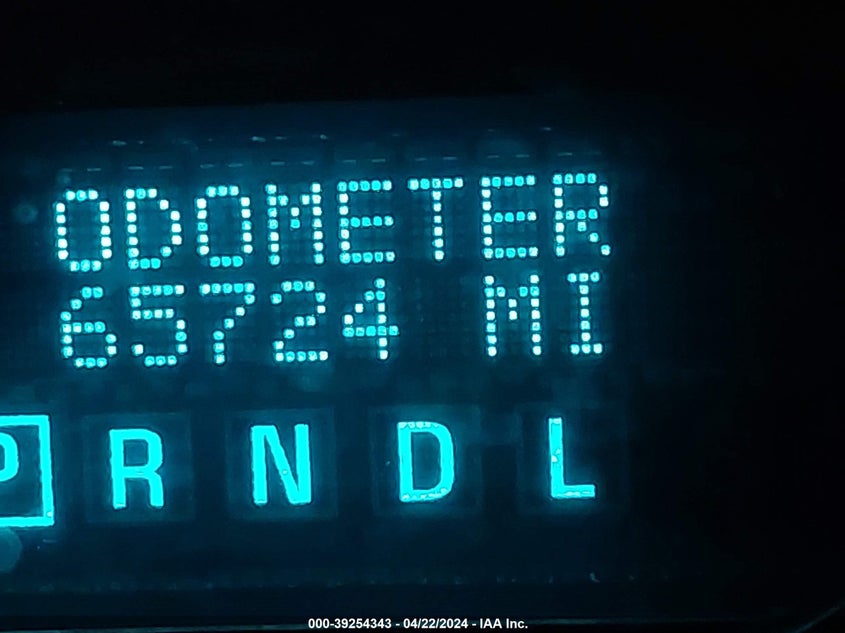 ODOMETER
65724 MI
P R N D L
000-39254343 - 04/22/2024 - IAA Inc.